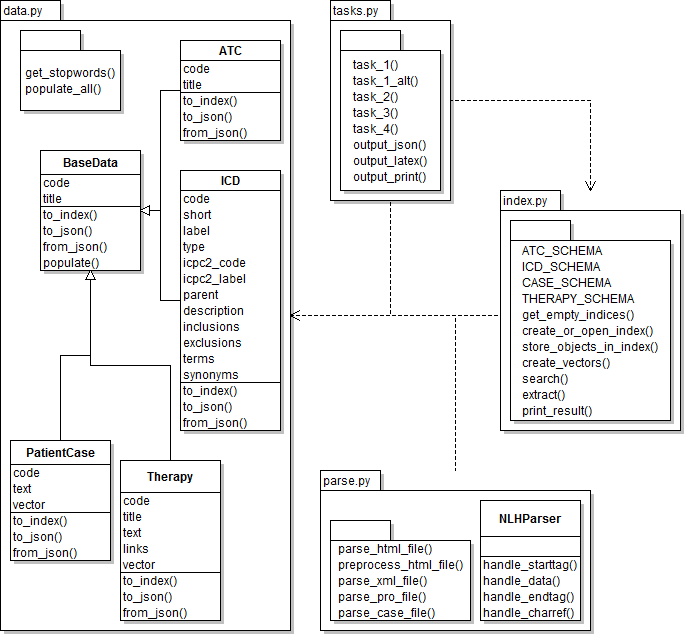 data.py
get_stopwords()
populate_all()
ATC
code
title
to_index()
to_json()
from_json()
BaseData
code
title
to_index()
to_json()
from_json()
populate()
ICD
code
short
label
type
icpc2_code
icpc2_label
parent
description
inclusions
exclusions
terms
synonyms
to_index()
to_json()
from_json()
PatientCase
code
text
vector
to_index()
to_json()
from_json()
Therapy
code
title
text
links
vector
to_index()
to_json()
from_json()
tasks.py
task_1()
task_1_alt()
task_2()
task_3()
task_4()
output_json()
output_latex()
output_print()
index.py
ATC_SCHEMA
ICD_SCHEMA
CASE_SCHEMA
THERAPY_SCHEMA
get_empty_indices()
create_or_open_index()
store_objects_in_index()
create_vectors()
search()
extract()
print_result()
parse.py
parse_html_file()
preprocess_html_file()
parse_xml_file()
parse_pro_file()
parse_case_file()
NLHParser
handle_starttag()
handle_data()
handle_endtag()
handle_charref()